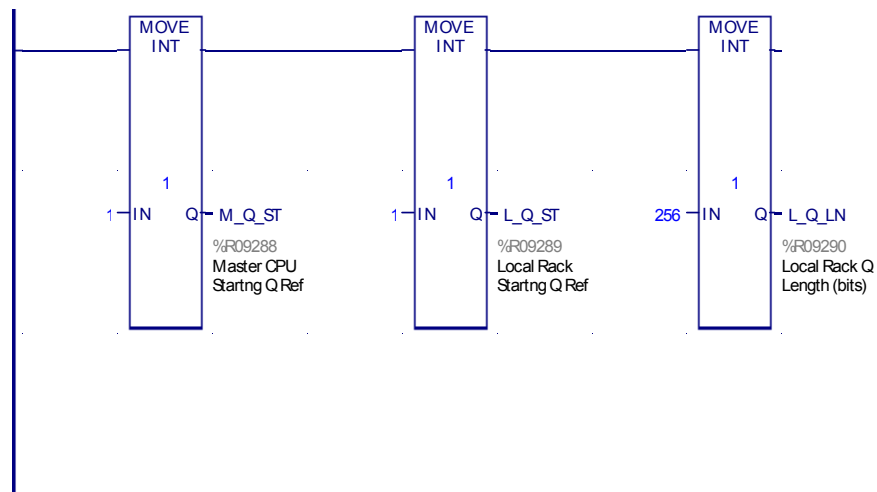 MOVE
INT
1
1 IN Q M_Q_ST
%R09288
Master CPU
Startng Q Ref
MOVE
INT
1
1 IN Q L_Q_ST
%R09289
Local Rack
Startng Q Ref
MOVE
INT
1
256 IN Q L_Q_LN
%R09290
Local Rack Q
Length (bits)